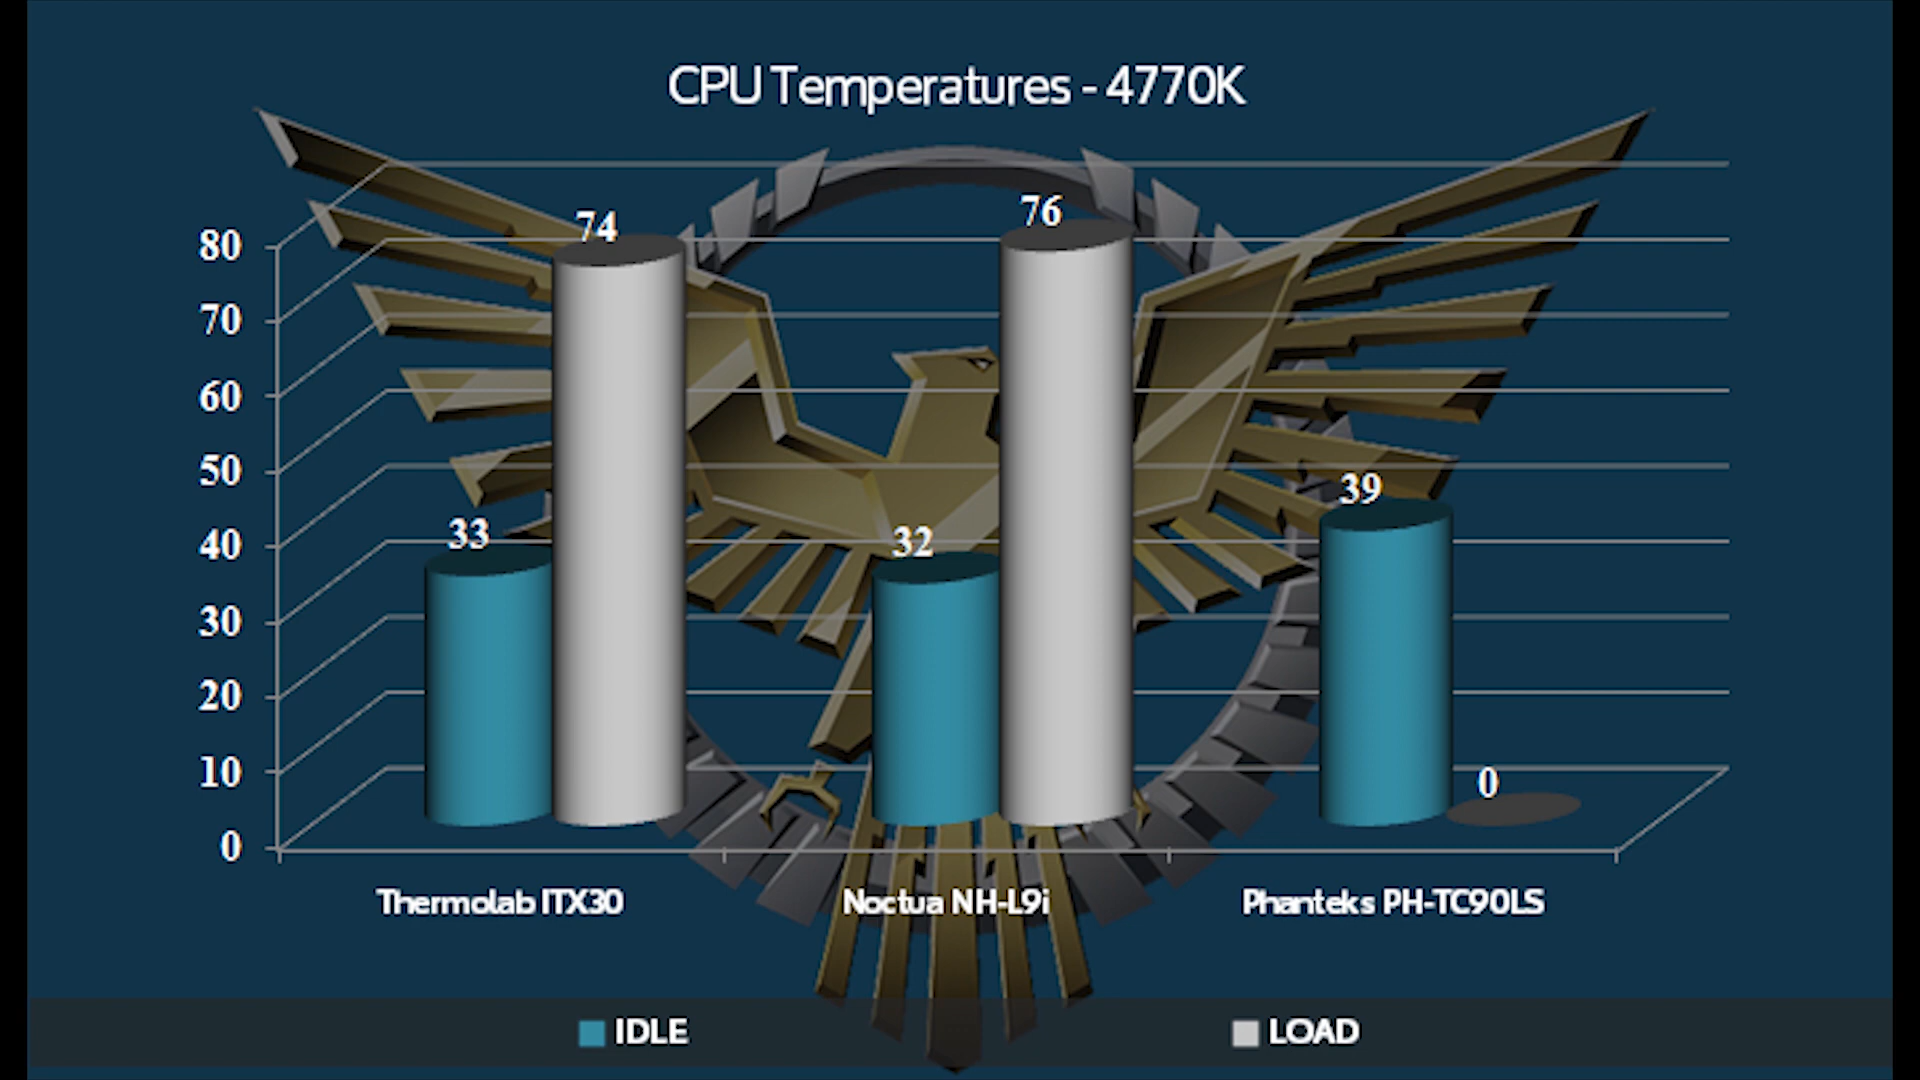 CPU Temperatures - 4770K
80
70
60
50
40
30
20
10
0
33
74
32
76
39
0
Thermolab ITX30
Noctua NH-L9i
Phanteks PH-TC90LS
IDLE
LOAD